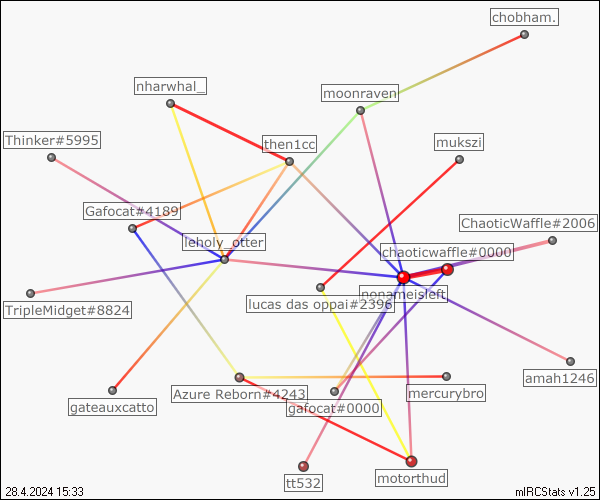 chobham.
nharwhal_
moonraven
Thinker#5995
then1cc
mukszi
Gafocat#4189
ChaoticWaffle#2006
leholy_otter
chaoticwaffle#0000
nonameisleft
lucas das oppai#2396
TripleMidget#8824
amah1246
Azure Reborn#4243
mercurybro
gateauxcatto
gafocat#0000
tt532
motorthud
28.4.2024 15:33
mIRCStats v1.25